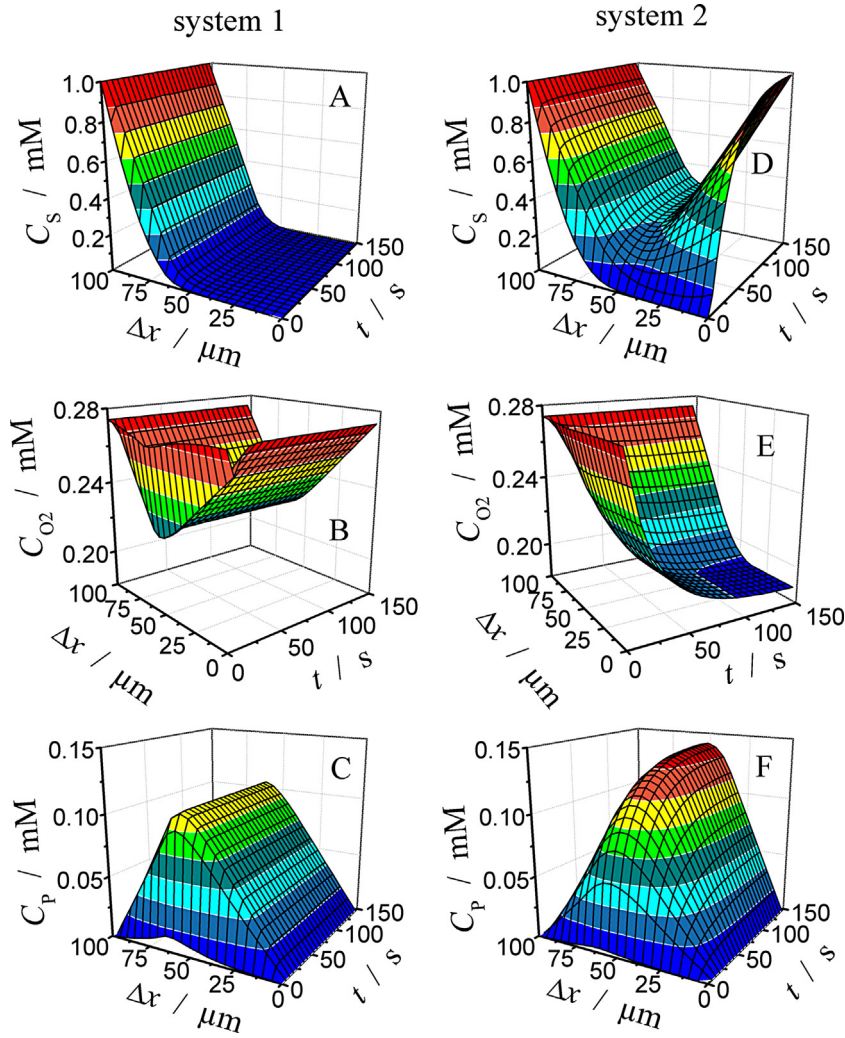 system 1
system 2
1.0
0.8
0.6
0.4
0.2
C_S / mM
A
100
75
50
25
0
Δx / μm
0
50
100
150
t / s
1.0
0.8
0.6
0.4
0.2
C_S / mM
D
100
75
50
25
0
Δx / μm
0
50
100
150
t / s
0.28
0.24
0.20
C_O2 / mM
B
100
75
50
25
0
Δx / μm
0
50
100
150
t / s
0.28
0.24
0.20
C_O2 / mM
E
100
75
50
25
0
Δx / μm
0
50
100
150
t / s
0.15
0.10
0.05
C_P / mM
C
100
75
50
25
0
Δx / μm
0
50
100
150
t / s
0.15
0.10
0.05
C_P / mM
F
100
75
50
25
0
Δx / μm
0
50
100
150
t / s